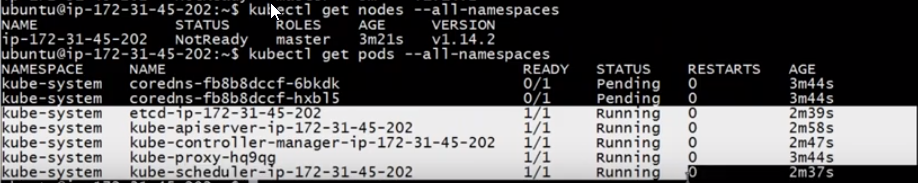 ubuntu@ip-172-31-45-202:~$ kubectl get nodes --all-namespaces
NAME STATUS ROLES AGE VERSION
ip-172-31-45-202 NotReady master 3m21s v1.14.2
ubuntu@ip-172-31-45-202:~$ kubectl get pods --all-namespaces
NAMESPACE NAME READY STATUS RESTARTS AGE
kube-system coredns-fb8b8dccf-6bkdk 0/1 Pending 0 3m44s
kube-system coredns-fb8b8dccf-hxbl5 0/1 Pending 0 3m44s
kube-system etcd-ip-172-31-45-202 1/1 Running 0 2m39s
kube-system kube-apiserver-ip-172-31-45-202 1/1 Running 0 2m58s
kube-system kube-controller-manager-ip-172-31-45-202 1/1 Running 0 2m47s
kube-system kube-proxy-hq9qg 1/1 Running 0 3m44s
kube-system kube-scheduler-ip-172-31-45-202 1/1 Running 0 2m37s